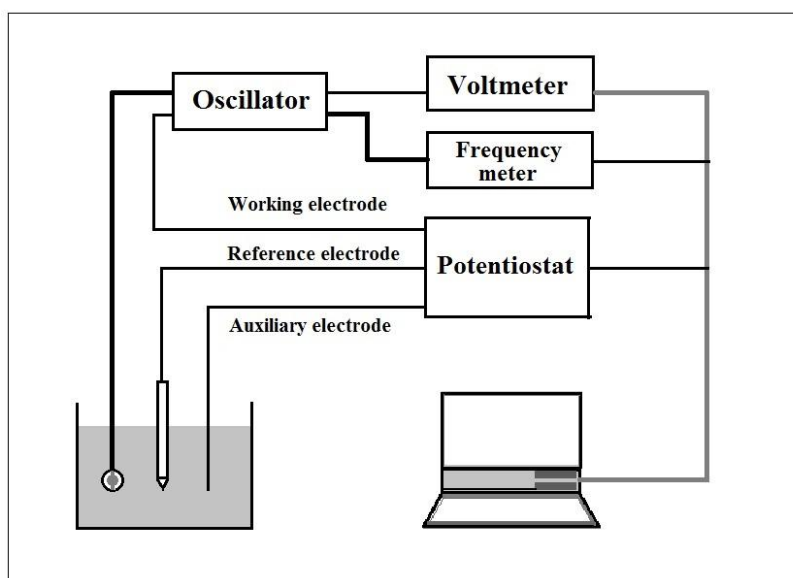 Oscillator
Voltmeter
Frequency
meter
Working electrode
Reference electrode
Potentiostat
Auxiliary electrode